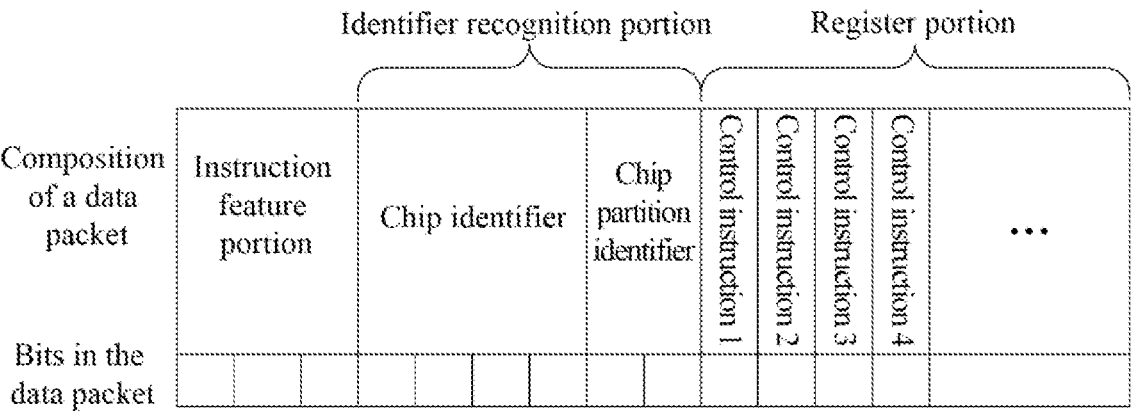 Identifier recognition portion
Register portion
Composition
of a data
packet
Instruction
feature
portion
Chip identifier
Chip
partition
identifier
Control instruction 1
Control instruction 2
Control instruction 3
Control instruction 4
...
Bits in the
data packet